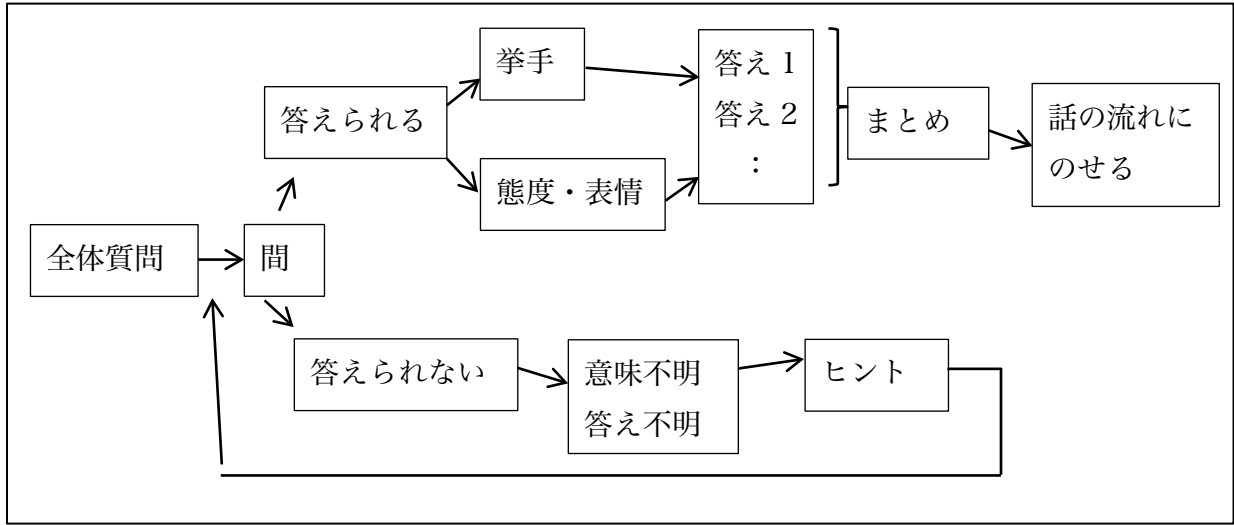 全体質問
間
答えられる
挙手
態度・表情
答え1
答え2
：
まとめ
話の流れに
のせる
答えられない
意味不明
答え不明
ヒント